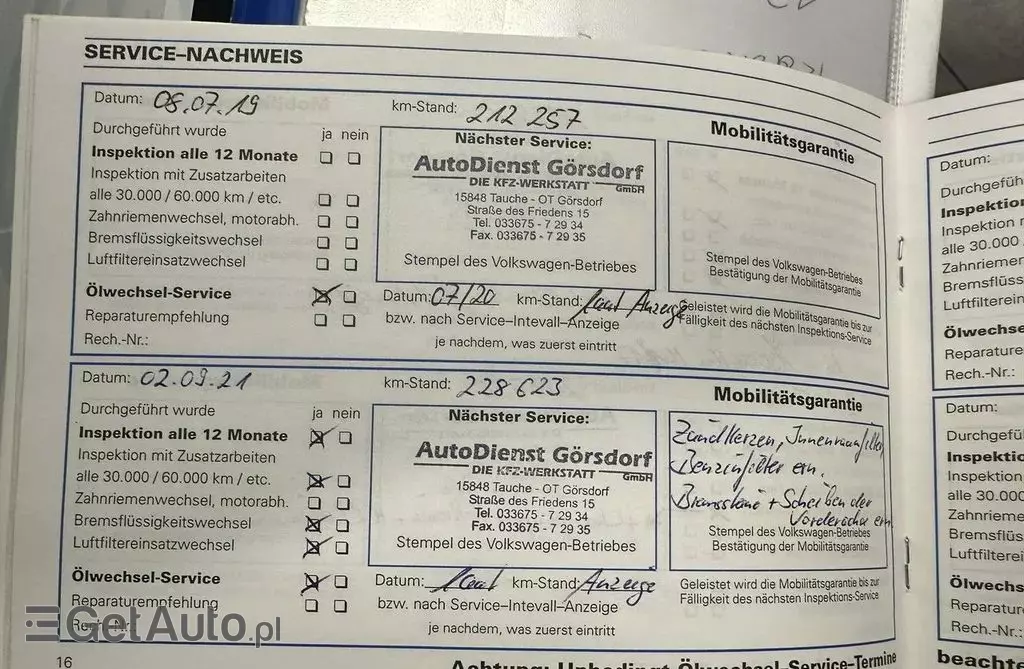 SERVICE–NACHWEIS
Datum: 08.07.19 km-Stand: 212 257
Durchgeführt wurde ja nein
Inspektion alle 12 Monate
Inspektion mit Zusatzarbeiten
alle 30.000 / 60.000 km / etc.
Zahnriemenwechsel, motorabh.
Bremsflüssigkeitswechsel
Luftfiltereinsatzwechsel
Ölwechsel-Service
Reparaturempfehlung
Rech.-Nr.:
Nächster Service:
AutoDienst Görsdorf
DIE KFZ-WERKSTATT GmbH
15848 Tauche - OT Görsdorf
Straße des Friedens 15
Tel. 033675 - 7 29 34
Fax. 033675 - 7 29 35
Stempel des Volkswagen-Betriebes
Datum: 07/20 km-Stand: laut Anzeige
bzw. nach Service–Intevall–Anzeige
je nachdem, was zuerst eintritt
Mobilitätsgarantie
Stempel des Volkswagen-Betriebes
Bestätigung der Mobilitätsgarantie
Geleistet wird die Mobilitätsgarantie bis zur
Fälligkeit des nächsten Inspektions-Service
Datum: 02.09.21 km-Stand: 228 623
Durchgeführt wurde ja nein
Inspektion alle 12 Monate
Inspektion mit Zusatzarbeiten
alle 30.000 / 60.000 km / etc.
Zahnriemenwechsel, motorabh.
Bremsflüssigkeitswechsel
Luftfiltereinsatzwechsel
Ölwechsel-Service
Reparaturempfehlung
Rech.-Nr.:
Nächster Service:
AutoDienst Görsdorf
DIE KFZ-WERKSTATT GmbH
15848 Tauche - OT Görsdorf
Straße des Friedens 15
Tel. 033675 - 7 29 34
Fax. 033675 - 7 29 35
Stempel des Volkswagen-Betriebes
Datum: laut km-Stand: Anzeige
bzw. nach Service–Intevall–Anzeige
je nachdem, was zuerst eintritt
Mobilitätsgarantie
Zündkerzen, Innenraumfilter
Benzinfilter ern.
+ Scheiben der
Vorderachse ern.
Stempel des Volkswagen-Betriebes
Bestätigung der Mobilitätsgarantie
Geleistet wird die Mobilitätsgarantie bis zur
Fälligkeit des nächsten Inspektions-Service
16
Achtung: Unbedingt Ölwechsel-Service-Termine
Datum:
Durchgefüh
Inspektion
Inspektion
alle 30.000
Zahnriemen
Bremsflüss
Luftfilterein
Ölwechse
Reparature
Rech.-Nr.:
Datum:
Durchgefü
Inspektio
Inspektion
alle 30.000
Zahnrieme
Bremsflüs
Luftfilterei
Ölwechs
Reparatu
Rech.-Nr.:
beacht
GetAuto.pl